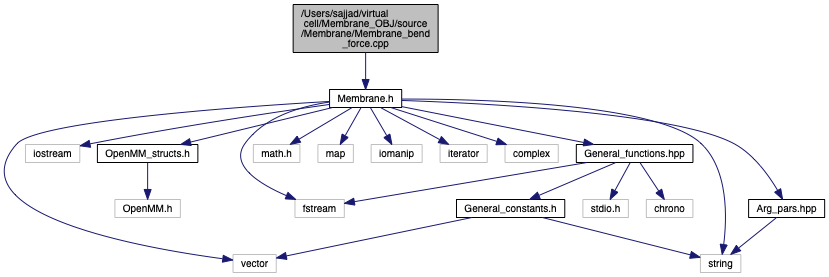 /Users/sajjad/virtual
cell/Membrane_OBJ/source
/Membrane/Membrane_bend
_force.cpp
Membrane.h
iostream
OpenMM_structs.h
math.h
map
iomanip
iterator
complex
General_functions.hpp
OpenMM.h
fstream
General_constants.h
stdio.h
chrono
Arg_pars.hpp
vector
string